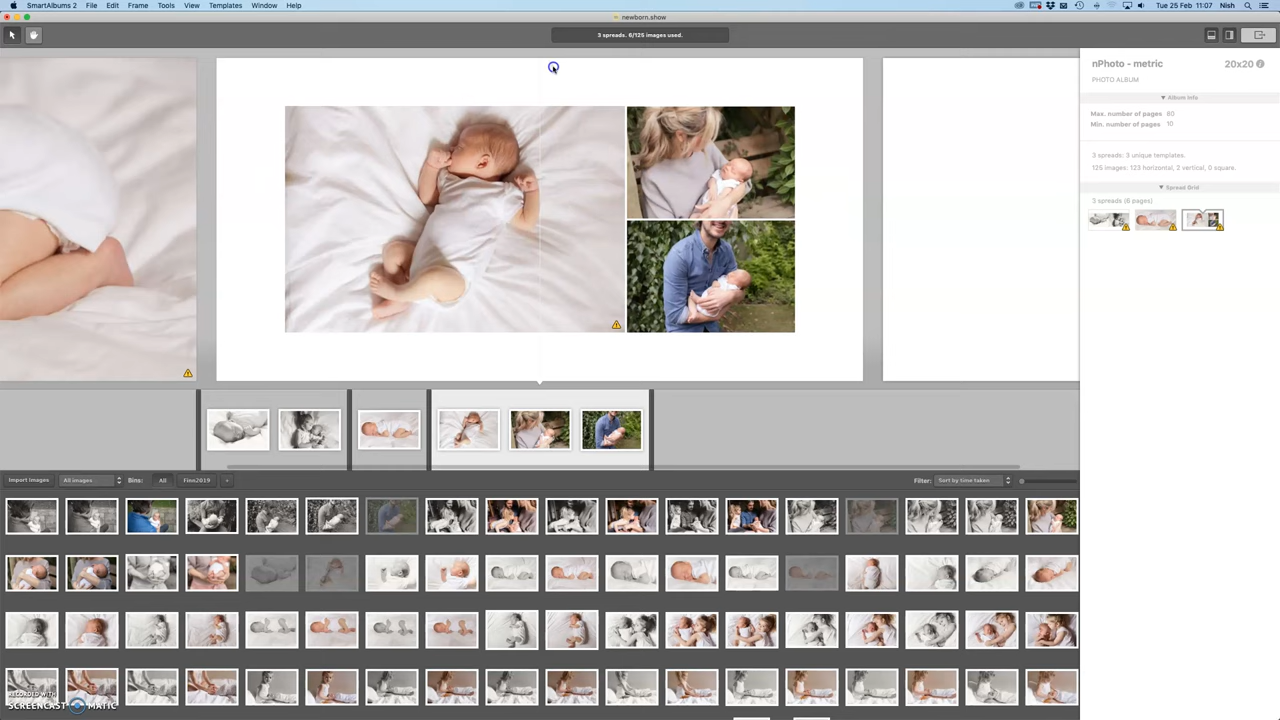 SmartAlbums 2 File Edit Frame Tools View Templates Window Help Tue 25 Feb 11:07 Nish
newborn.show
3 spreads. 6/125 images used.
nPhoto - metric 20x20
PHOTO ALBUM
▼ Album info
Max. number of pages 80
Min. number of pages 10
3 spreads: 3 unique templates.
125 images: 123 horizontal, 2 vertical, 0 square.
▼ Spread Grid
3 spreads (6 pages)
Import Images All images Bins: All Finn2019 + Filter: Sort by time taken
RECORDED WITH
SCREENCAST MATIC